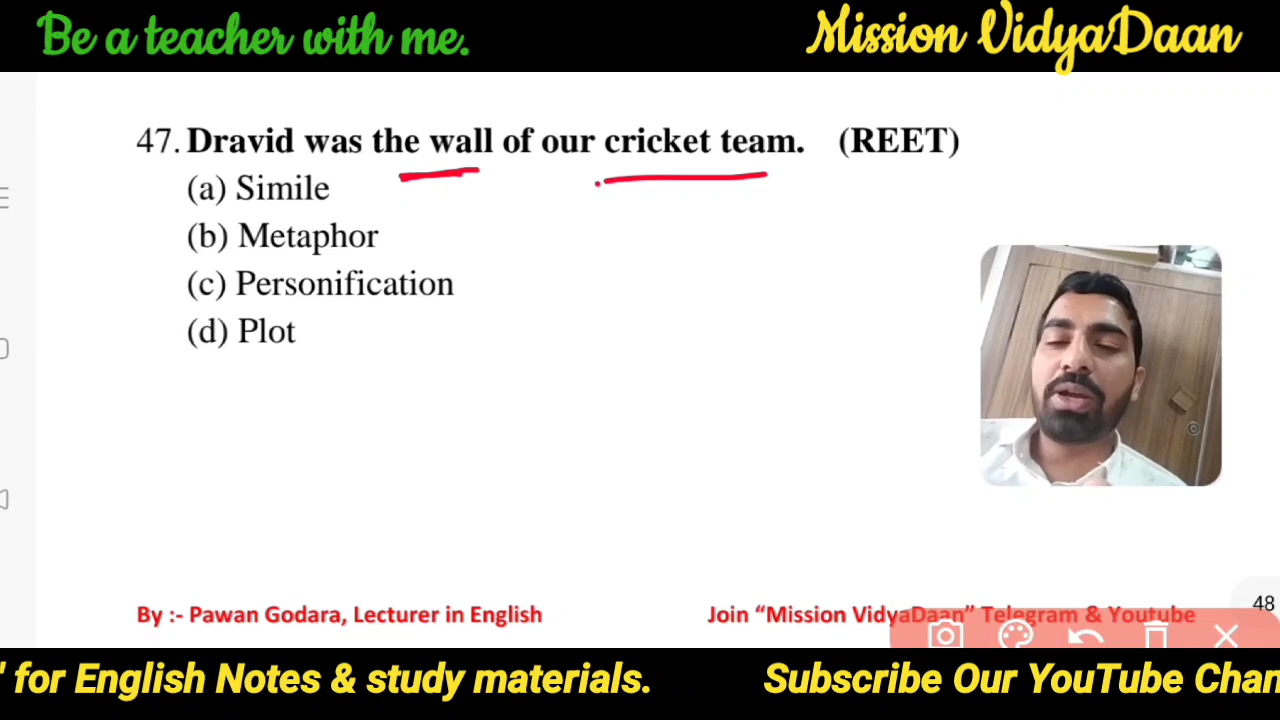 Be a teacher with me.
Mission VidyaDaan
47. Dravid was the wall of our cricket team. (REET)
(a) Simile
(b) Metaphor
(c) Personification
(d) Plot
By :- Pawan Godara, Lecturer in English
Join “Mission VidyaDaan” Telegram & Youtube
48
' for English Notes & study materials.
Subscribe Our YouTube Chan